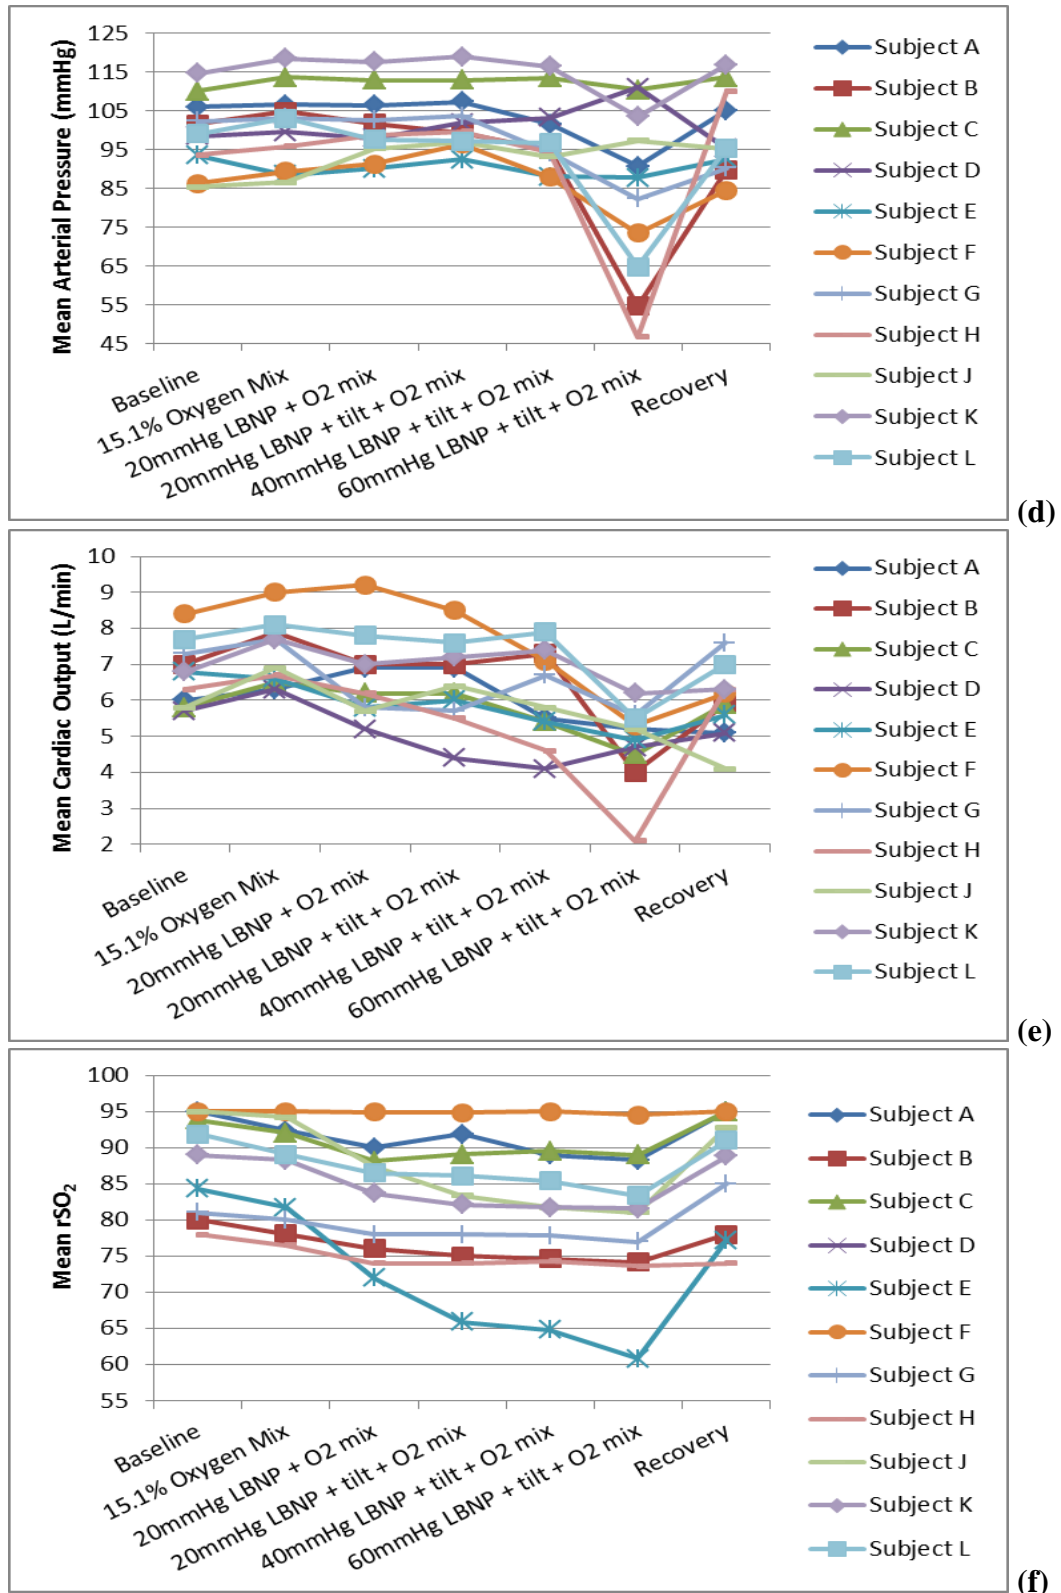 125
115
105
95
85
75
65
55
45
Mean Arterial Pressure (mmHg)
Baseline
15.1% Oxygen Mix
20mmHg LBNP + O2 mix
20mmHg LBNP + tilt + O2 mix
40mmHg LBNP + tilt + O2 mix
60mmHg LBNP + tilt + O2 mix
Recovery
Subject A
Subject B
Subject C
Subject D
Subject E
Subject F
Subject G
Subject H
Subject J
Subject K
Subject L
(d)
10
9
8
7
6
5
4
3
2
Mean Cardiac Output (L/min)
Baseline
15.1% Oxygen Mix
20mmHg LBNP + O2 mix
20mmHg LBNP + tilt + O2 mix
40mmHg LBNP + tilt + O2 mix
60mmHg LBNP + tilt + O2 mix
Recovery
Subject A
Subject B
Subject C
Subject D
Subject E
Subject F
Subject G
Subject H
Subject J
Subject K
Subject L
(e)
100
95
90
85
80
75
70
65
60
55
Mean rSO₂
Baseline
15.1% Oxygen Mix
20mmHg LBNP + O2 mix
20mmHg LBNP + tilt + O2 mix
40mmHg LBNP + tilt + O2 mix
60mmHg LBNP + tilt + O2 mix
Recovery
Subject A
Subject B
Subject C
Subject D
Subject E
Subject F
Subject G
Subject H
Subject J
Subject K
Subject L
(f)